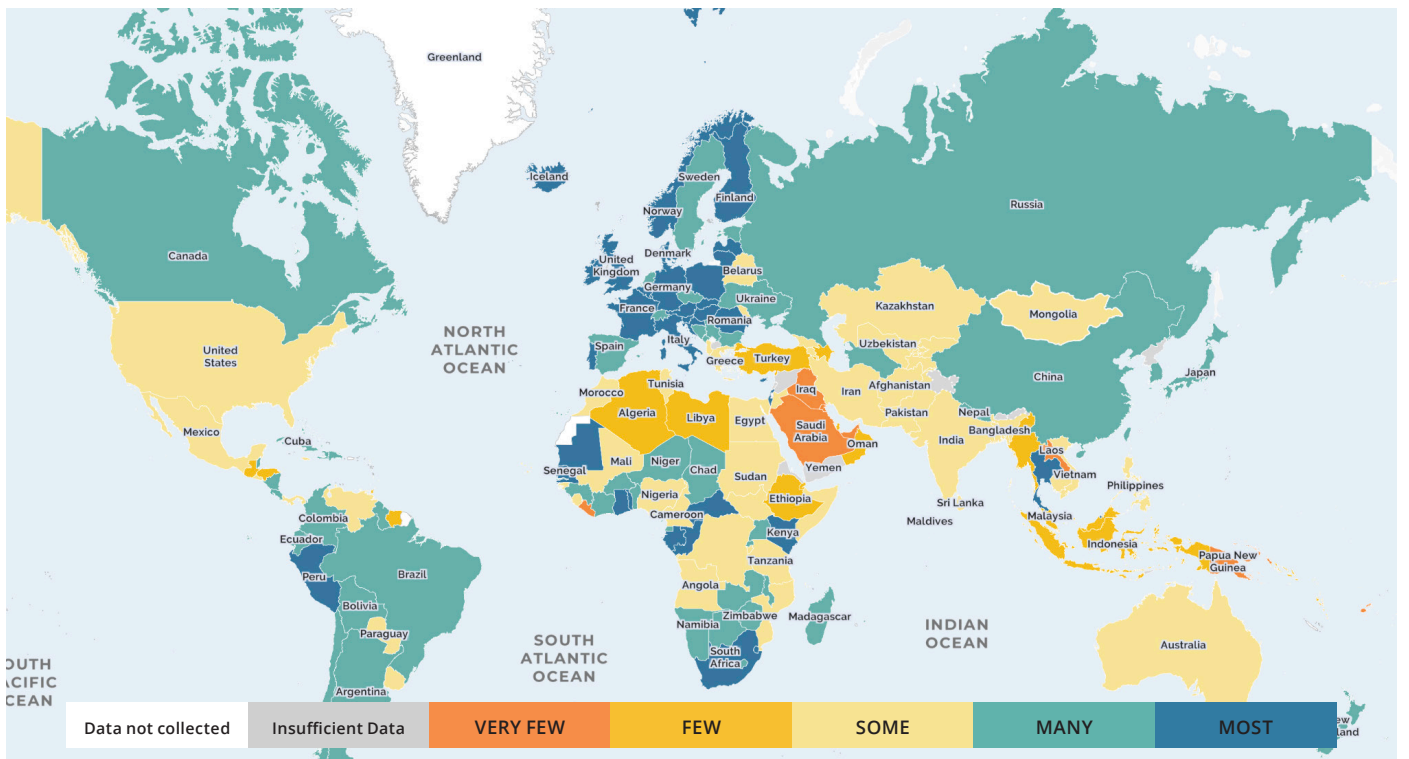 Greenland
Iceland
Sweden
Finland
Norway
Russia
Canada
Denmark
United
Kingdom
Belarus
Germany
Ukraine
France
Romania
Kazakhstan
Mongolia
NORTH
ATLANTIC
OCEAN
United
States
Spain
Italy
Greece
Turkey
Uzbekistan
China
Japan
Morocco
Tunisia
Algeria
Libya
Egypt
Iraq
Iran
Afghanistan
Pakistan
Nepal
Bangladesh
India
Mexico
Cuba
Saudi
Arabia
Oman
Yemen
Laos
Vietnam
Senegal
Mali
Niger
Chad
Sudan
Nigeria
Ethiopia
Philippines
Sri Lanka
Maldives
Malaysia
Colombia
Cameroon
Kenya
Indonesia
Ecuador
Peru
Brazil
Tanzania
Papua New
Guinea
Angola
Bolivia
Paraguay
Namibia
Zimbabwe
Madagascar
South
Africa
SOUTH
ATLANTIC
OCEAN
INDIAN
OCEAN
Australia
OUTH
ACIFIC
CEAN
Argentina
ew
land
Data not collected
Insufficient Data
VERY FEW
FEW
SOME
MANY
MOST